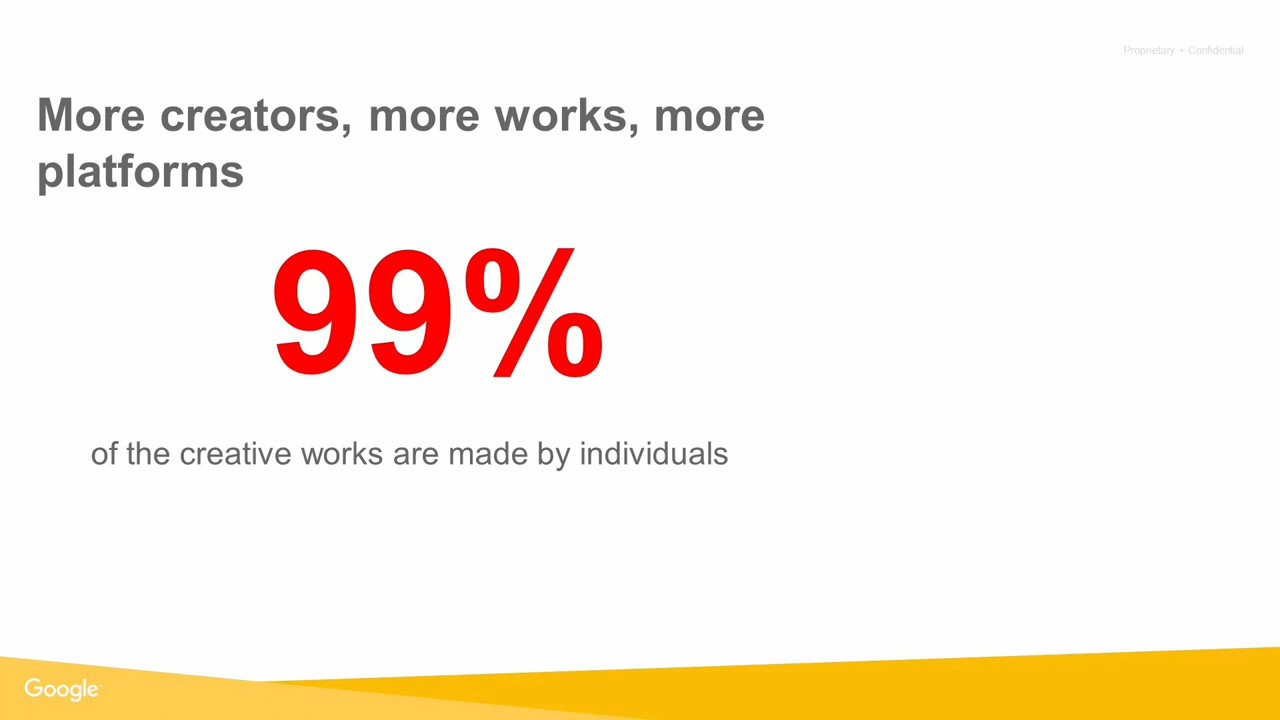 Proprietary + Confidential
More creators, more works, more
platforms
99%
of the creative works are made by individuals
Google